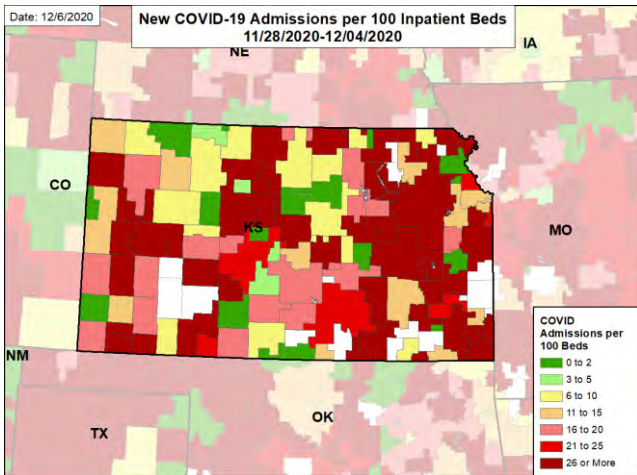 Date: 12/6/2020
New COVID-19 Admissions per 100 Inpatient Beds
11/28/2020-12/04/2020
IA
NE
CO
KS
MO
NM
TX
OK
COVID
Admissions per
100 Beds
0 to 2
3 to 5
6 to 10
11 to 15
16 to 20
21 to 25
26 or More